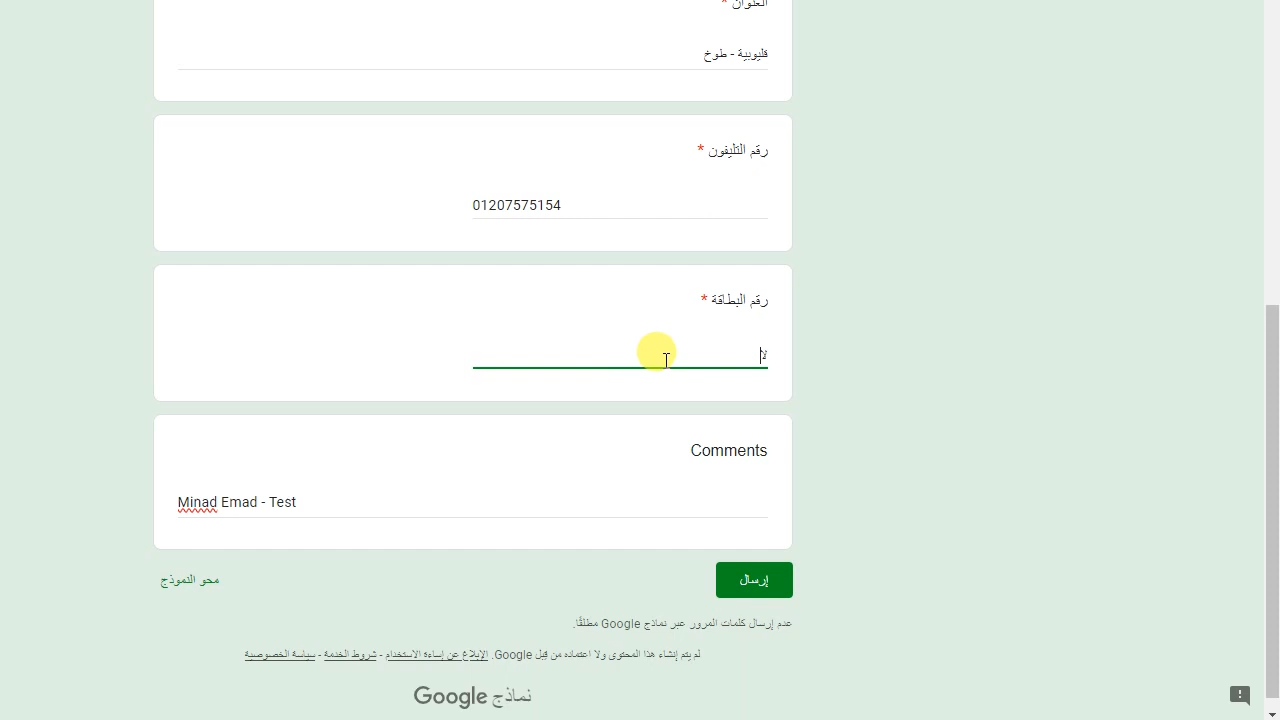 العنوان *
قليوبية - طوخ
رقم التليفون *
01207575154
رقم البطاقة *
لا
Comments
Minad Emad - Test
إرسال
محو النموذج
عدم إرسال كلمات المرور عبر نماذج Google مطلقًا.
لم يتم إنشاء هذا المحتوى ولا اعتماده من قِبل Google. الإبلاغ عن إساءة الاستخدام - شروط الخدمة - سياسة الخصوصية
نماذج Google